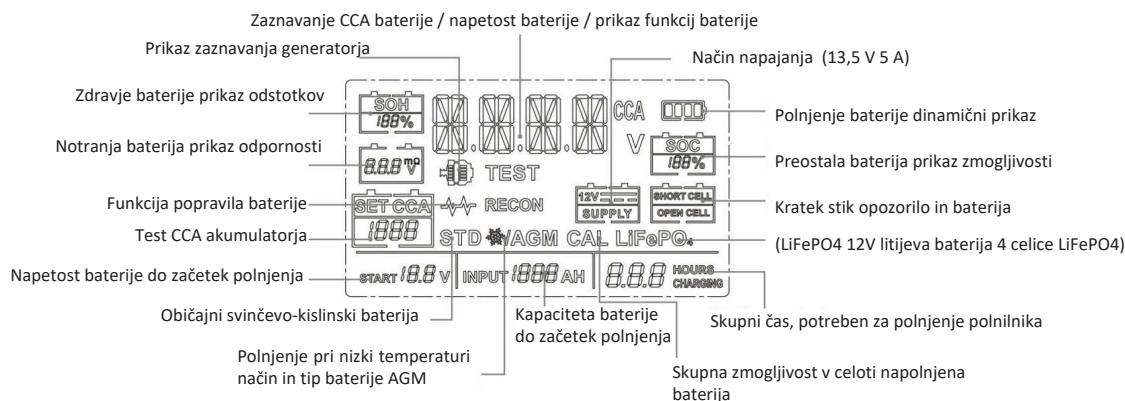 Zaznavanje CCA baterije / napetost baterije / prikaz funkcij baterije
Prikaz zaznavanja generatorja
Način napajanja (13,5 V 5 A)
Zdravje baterije prikaz odstotkov
Polnjenje baterije dinamični prikaz
Notranja baterija prikaz odpornosti
Preostala baterija prikaz zmogljivosti
Funkcija popravila baterije
Kratek stik opozorilo in baterija
Test CCA akumulatorja
(LiFePO4 12V litijeva baterija 4 celice LiFePO4)
Napetost baterije do začetek polnjenja
SOH
188%
CCA
V
SOC
188%
8.8.8 mΩ V
TEST
SET CCA
1888
RECON
12V
SUPPLY
SHORT CELL
OPEN CELL
STD /AGM CAL LiFePO4
START 18.8 V INPUT 1888 AH 8.8.8 HOURS
CHARGING
Običajni svinčevo-kislinski baterija
Kapaciteta baterije
do začetek polnjenja
Skupni čas, potreben za polnjenje polnilnika
Polnjenje pri nizki temperaturi
način in tip baterije AGM
Skupna zmogljivost v celoti napolnjena
baterija